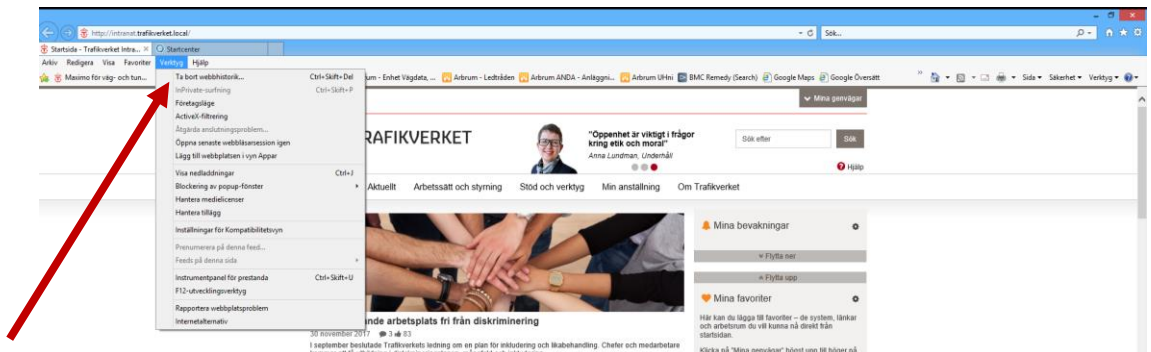 http://intranet.trafikverket.local/
Sök...
Startsida - Trafikverket Intra...
Startcenter
Arkiv Redigera Visa Favoriter Verktyg Hjälp
Maximo för väg- och tun...
um - Enhet Vägdata, ... Arbrum - Ledtråden Arbrum ANDA - Anläggni... Arbrum UHni BMC Remedy (Search) Google Maps Google Översätt
Sida Säkerhet Verktyg
Ta bort webbhistorik... Ctrl+Skift+Del
InPrivate-surfning Ctrl+Skift+P
Företagsläge
ActiveX-filtrering
Åtgärda anslutningsproblem...
Öppna senaste webbläsarsession igen
Lägg till webbplatsen i vyn Appar
Visa nedladdningar Ctrl+J
Blockering av popup-fönster
Hantera medielicenser
Hantera tillägg
Inställningar för Kompatibilitetsvyn
Prenumerera på denna feed...
Feeds på denna sida
Instrumentpanel för prestanda Ctrl+Skift+U
F12-utvecklingsverktyg
Rapportera webbplatsproblem
Internetalternativ
Mina genvägar
RAFIKVERKET
"Oppenhet är viktigt i frågor
kring etik och moral"
Anna Lundman, Underhåll
Sök efter
Sök
Hjälp
Aktuellt Arbetssätt och styrning Stöd och verktyg Min anställning Om Trafikverket
Mina bevakningar
Flytta ner
Flytta upp
Mina favoriter
Här kan du lägga till favoriter – de system, länkar
och arbetsrum du vill kunna nå direkt från
startsidan.
Klicka på "Mina genvägar" högst upp till höger på
nde arbetsplats fri från diskriminering
30 november 2017 3 83
I september beslutade Trafikverkets ledning om en plan för inkludering och likabehandling. Chefer och medarbetare